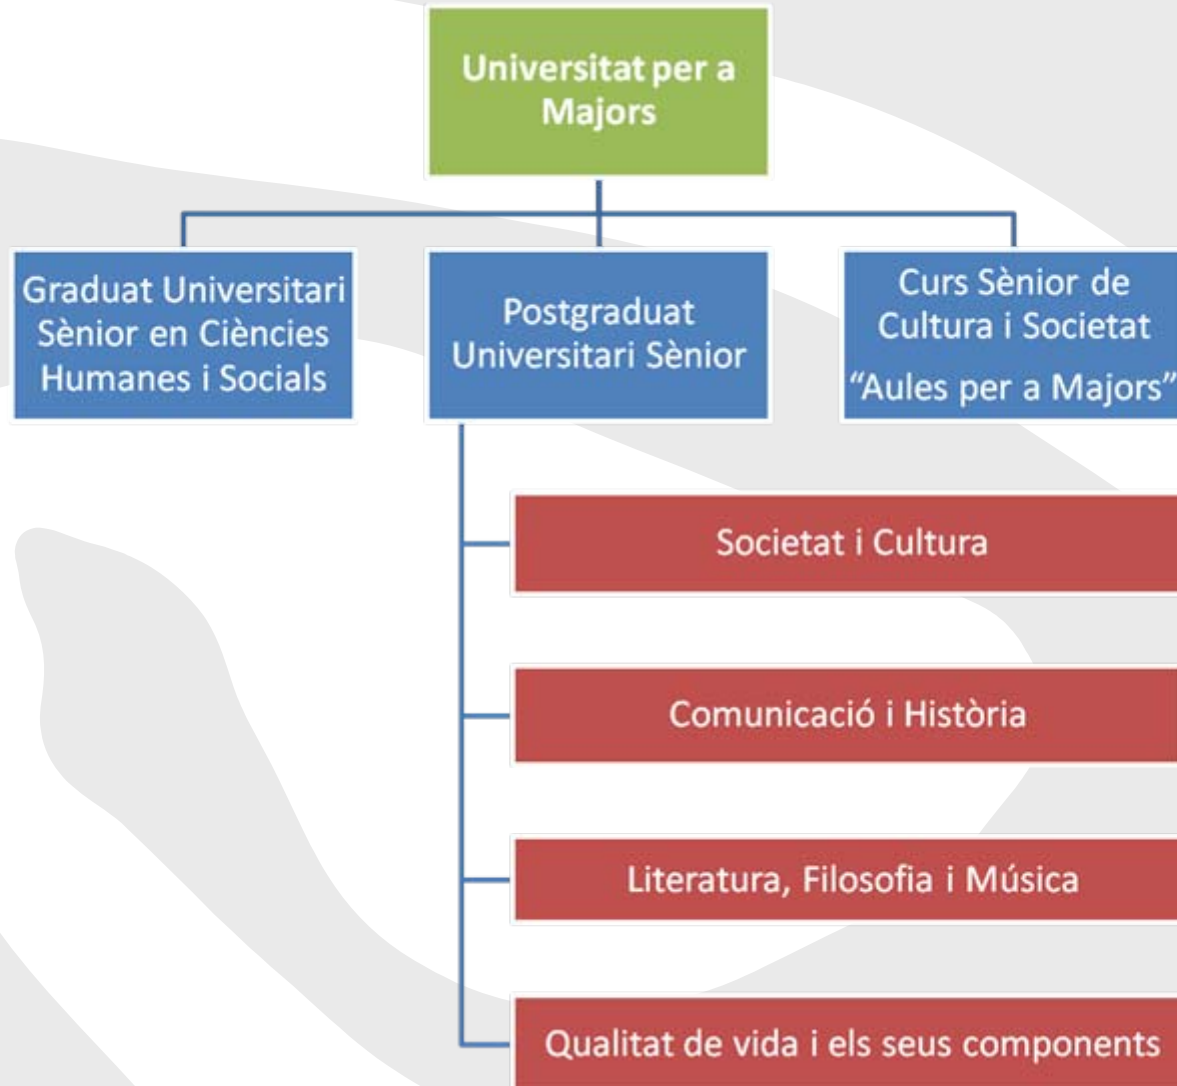 Universitat per a
Majors
Graduat Universitari
Sènior en Ciències
Humanes i Socials
Postgraduat
Universitari Sènior
Curs Sènior de
Cultura i Societat
“Aules per a Majors”
Societat i Cultura
Comunicació i Història
Literatura, Filosofia i Música
Qualitat de vida i els seus components